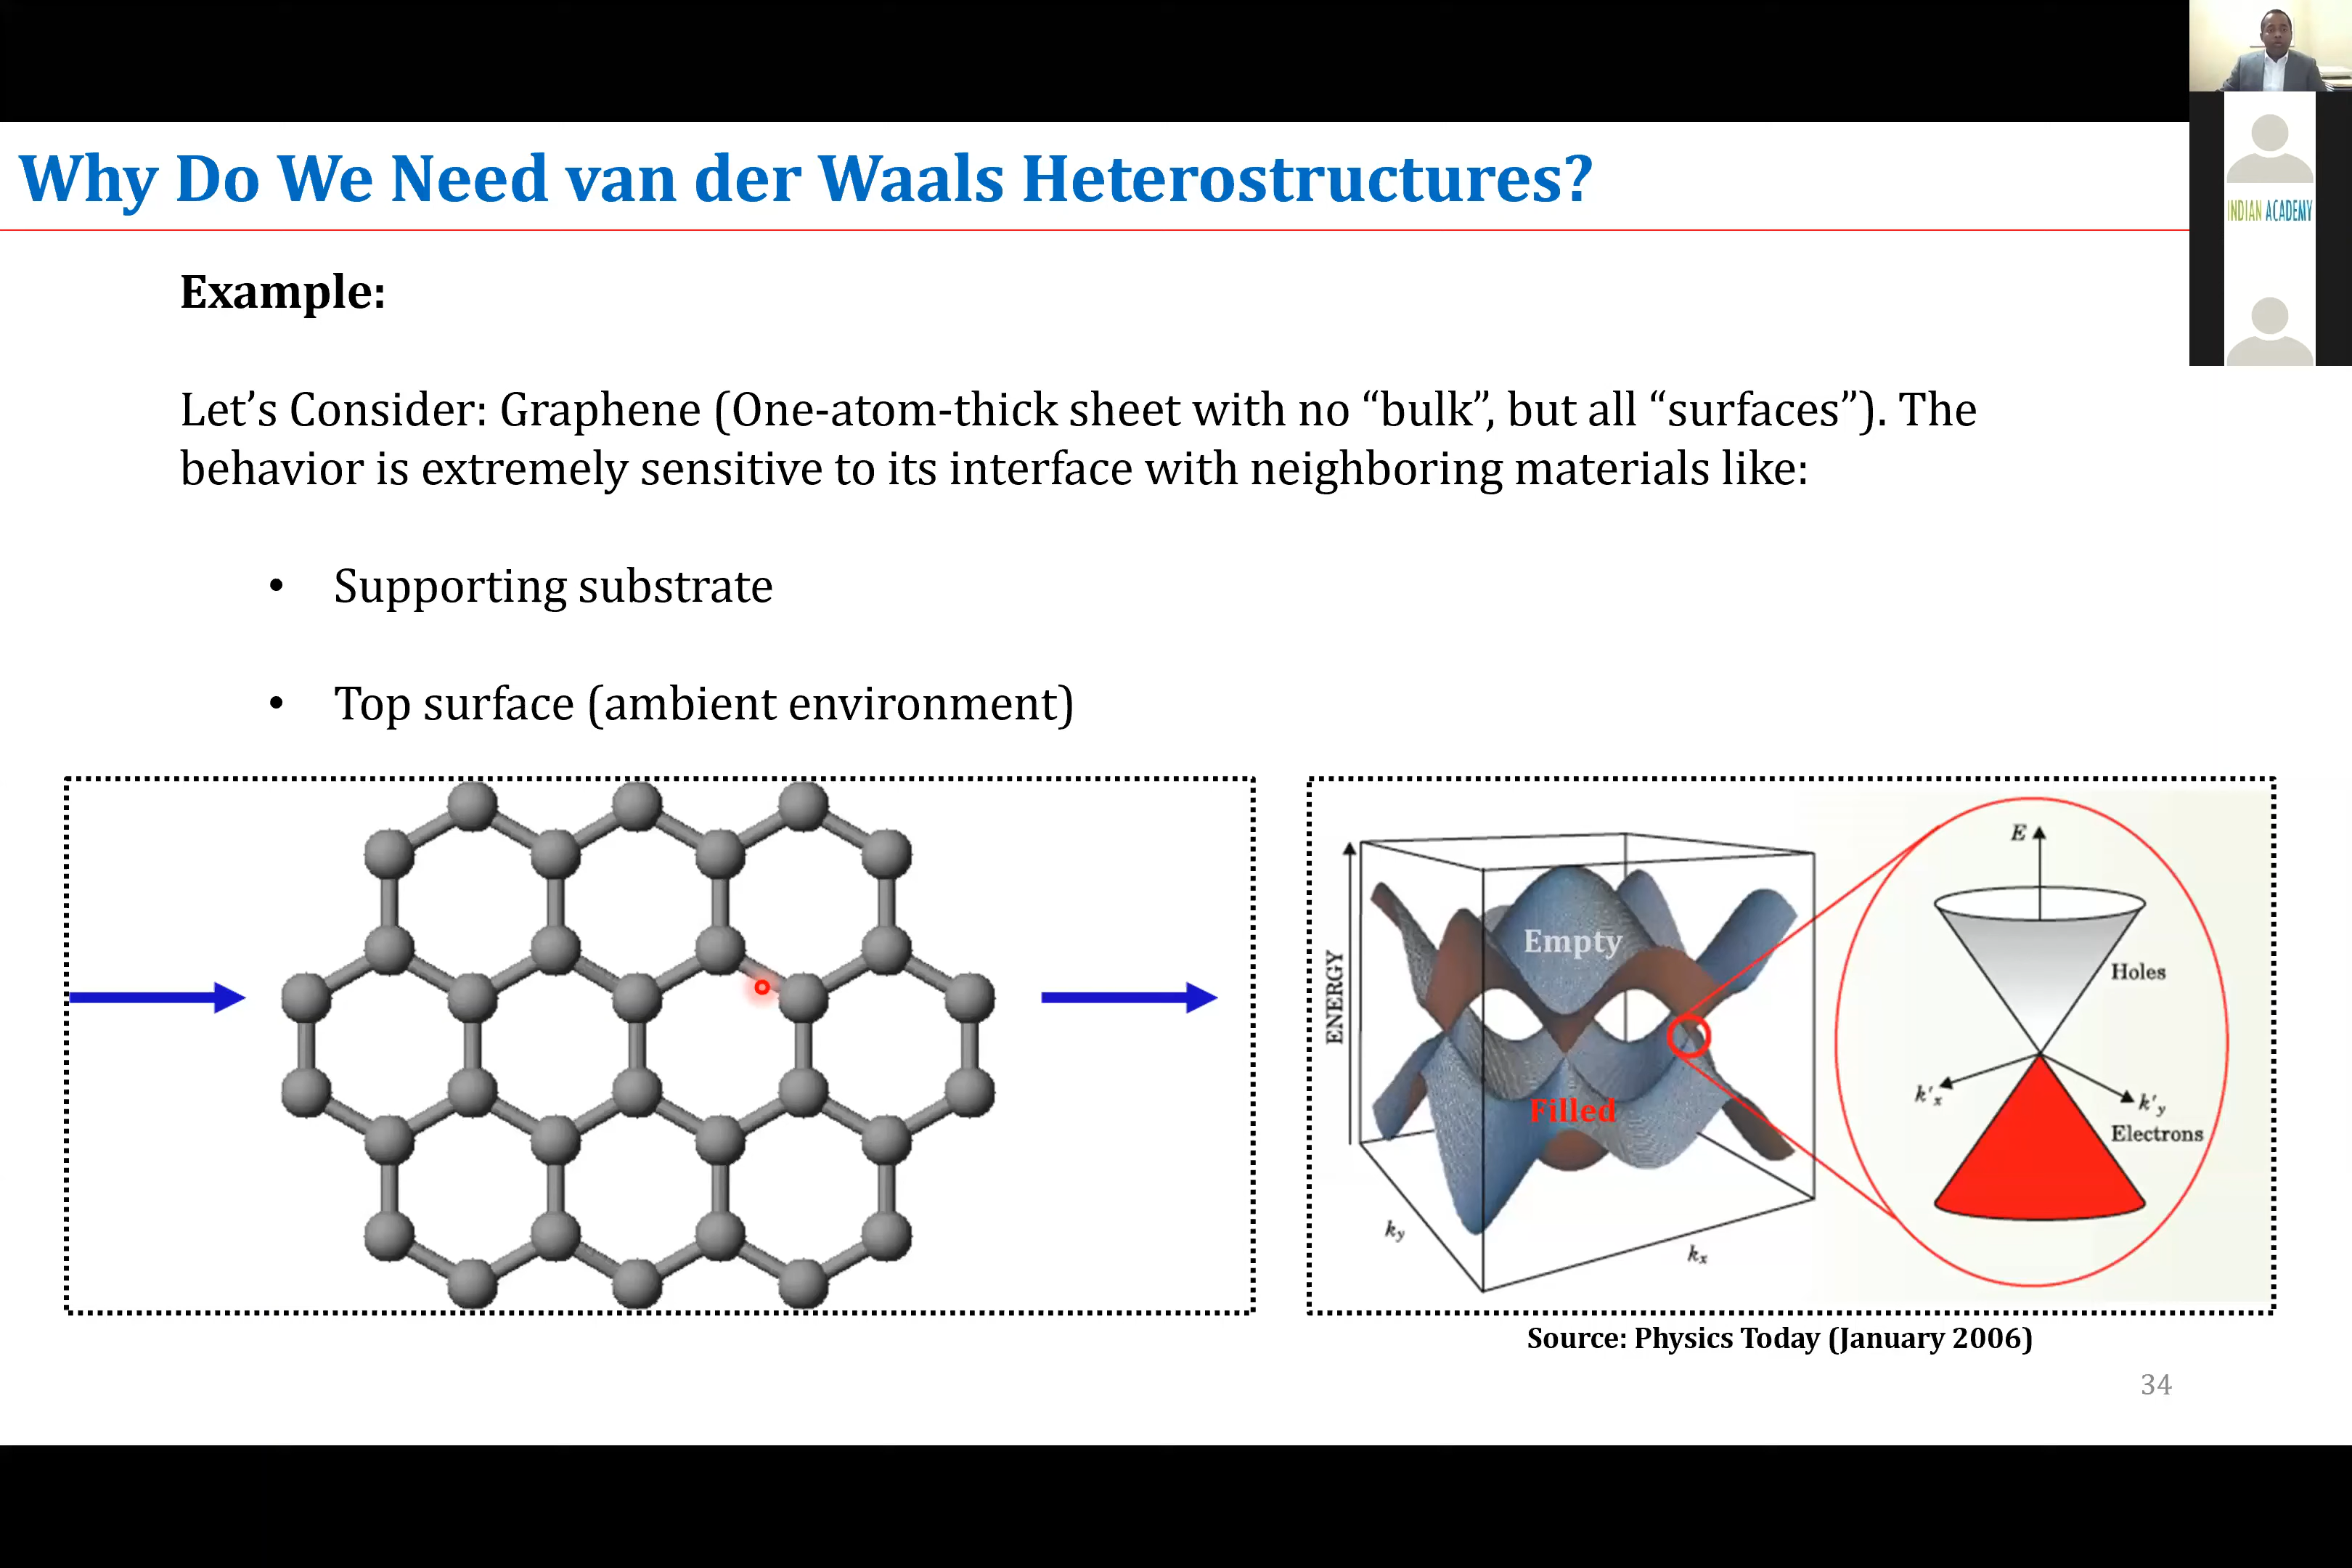 Why Do We Need van der Waals Heterostructures?
INDIAN ACADEMY
Example:
Let’s Consider: Graphene (One-atom-thick sheet with no “bulk”, but all “surfaces”). The
behavior is extremely sensitive to its interface with neighboring materials like:
• Supporting substrate
• Top surface (ambient environment)
ENERGY
Empty
Filled
ky
kx
E
Holes
k′x
k′y
Electrons
Source: Physics Today (January 2006)
34